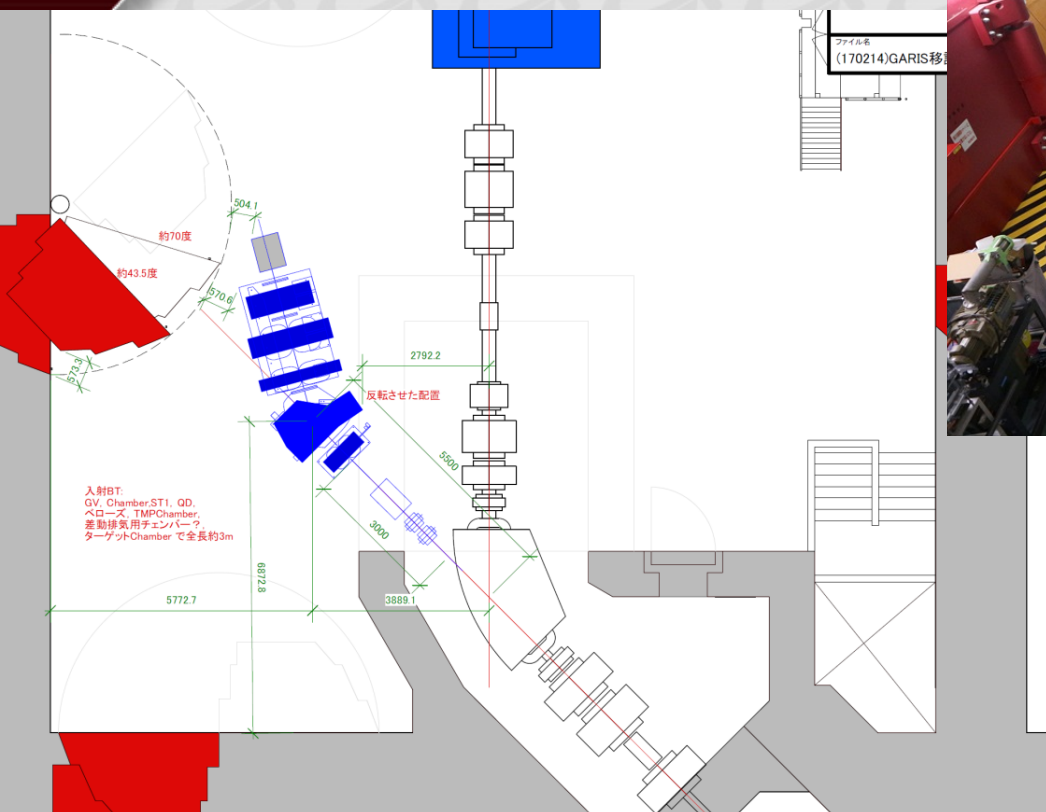 ファイル名
(170214)GARIS移
504.1
約70度
約43.5度
570.6
573.3
2792.2
反転させた配置
5500
3000
入射BT:
GV, Chamber,ST1, QD,
ベローズ, TMPChamber,
差動排気用チェンバー?,
ターゲットChamber で全長約3m
6872.8
5772.7
3889.1